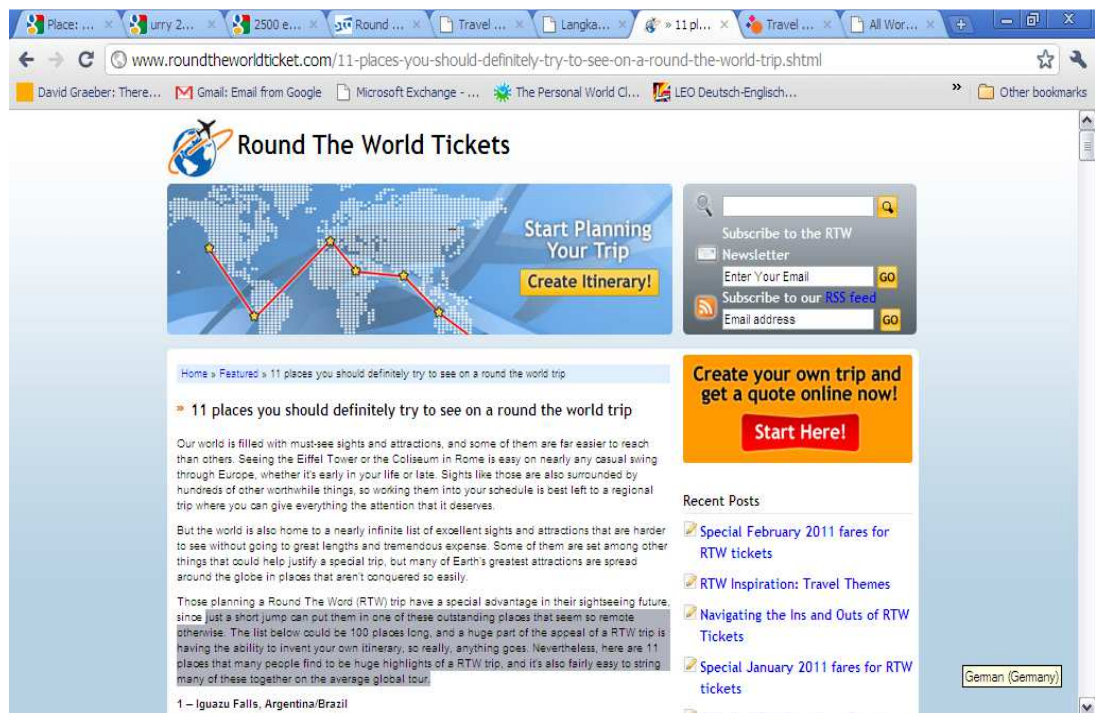 Place: ...
urry 2...
2500 e...
Round ...
Travel ...
Langka...
» 11 pl...
Travel ...
All Wor...
www.roundtheworldticket.com/11-places-you-should-definitely-try-to-see-on-a-round-the-world-trip.shtml
David Graeber: There...
Gmail: Email from Google
Microsoft Exchange - ...
The Personal World Cl...
LEO Deutsch-Englisch...
»
Other bookmarks
Round The World Tickets
Start Planning
Your Trip
Create Itinerary!
Subscribe to the RTW
Newsletter
Enter Your Email
GO
Subscribe to our RSS feed
Email address
GO
Home » Featured » 11 places you should definitely try to see on a round the world trip
» 11 places you should definitely try to see on a round the world trip
Our world is filled with must-see sights and attractions, and some of them are far easier to reach
than others. Seeing the Eiffel Tower or the Coliseum in Rome is easy on nearly any casual swing
through Europe, whether it's early in your life or late. Sights like those are also surrounded by
hundreds of other worthwhile things, so working them into your schedule is best left to a regional
trip where you can give everything the attention that it deserves.
But the world is also home to a nearly infinite list of excellent sights and attractions that are harder
to see without going to great lengths and tremendous expense. Some of them are set among other
things that could help justify a special trip, but many of Earth's greatest attractions are spread
around the globe in places that aren't conquered so easily.
Those planning a Round The Word (RTW) trip have a special advantage in their sightseeing future,
since just a short jump can put them in one of these outstanding places that seem so remote
otherwise. The list below could be 100 places long, and a huge part of the appeal of a RTW trip is
having the ability to invent your own itinerary, so really, anything goes. Nevertheless, here are 11
places that many people find to be huge highlights of a RTW trip, and it's also fairly easy to string
many of these together on the average global tour.
1 – Iguazu Falls, Argentina/Brazil
Create your own trip and
get a quote online now!
Start Here!
Recent Posts
Special February 2011 fares for
RTW tickets
RTW Inspiration: Travel Themes
Navigating the Ins and Outs of RTW
Tickets
Special January 2011 fares for RTW
tickets
German (Germany)